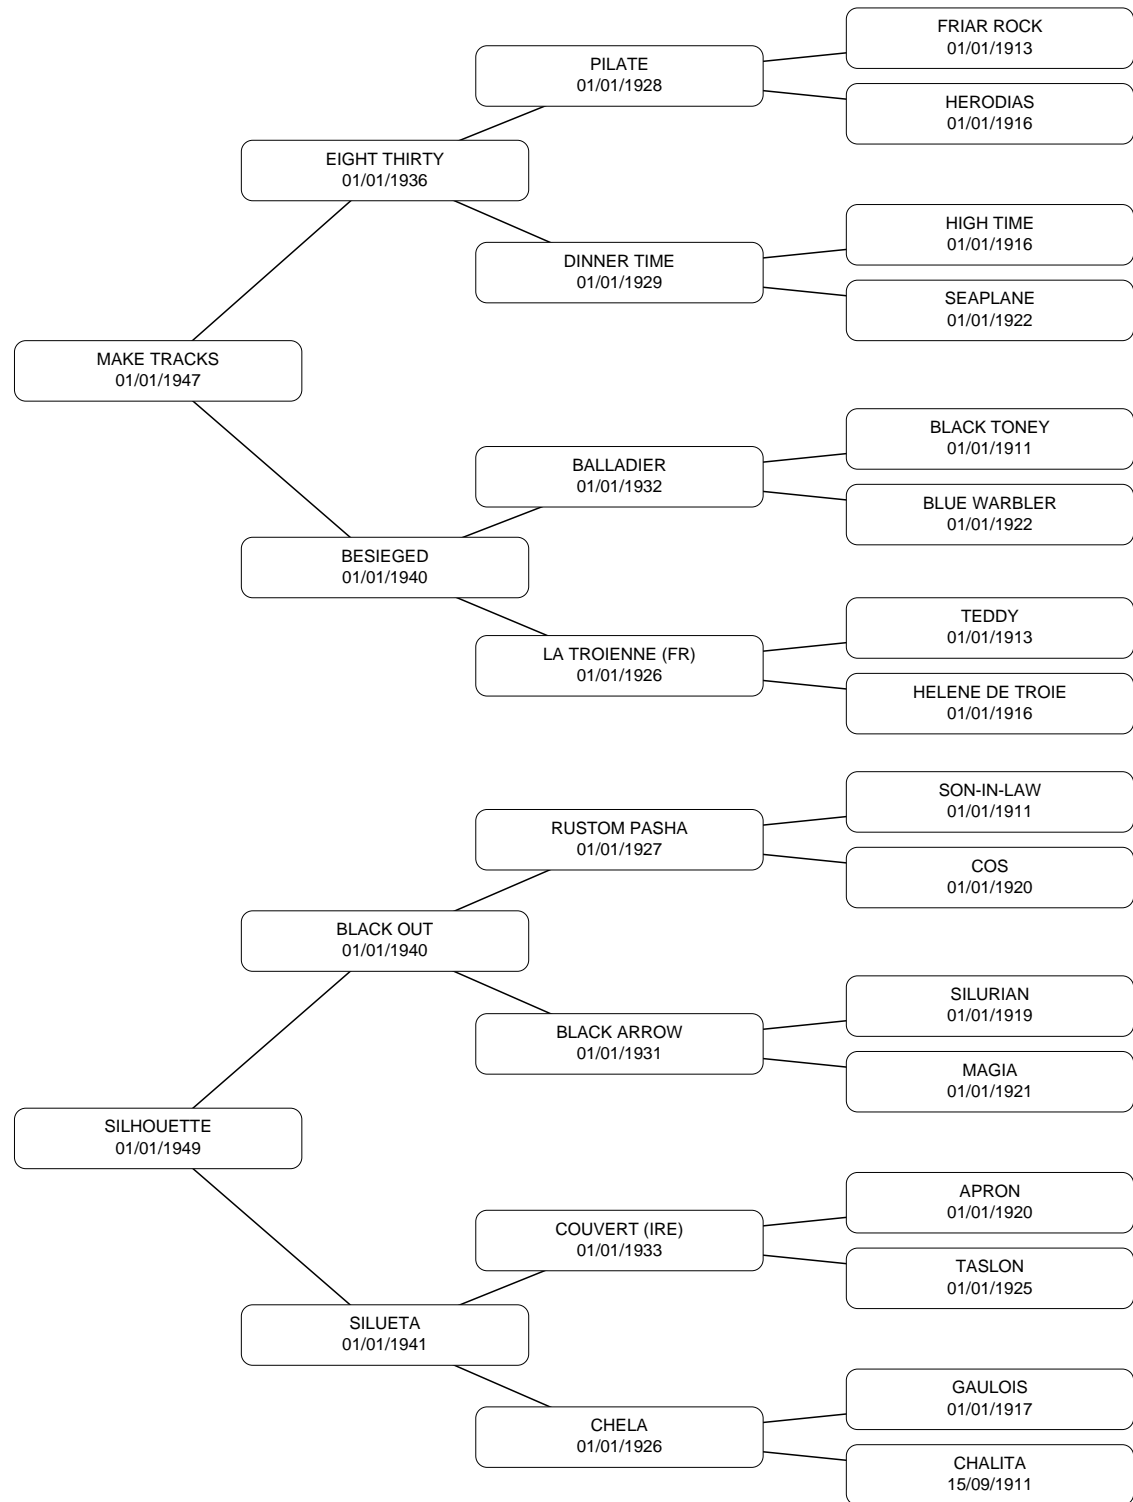 FRIAR ROCK
01/01/1913
PILATE
01/01/1928
HERODIAS
01/01/1916
EIGHT THIRTY
01/01/1936
HIGH TIME
01/01/1916
DINNER TIME
01/01/1929
SEAPLANE
01/01/1922
MAKE TRACKS
01/01/1947
BLACK TONEY
01/01/1911
BALLADIER
01/01/1932
BLUE WARBLER
01/01/1922
BESIEGED
01/01/1940
TEDDY
01/01/1913
LA TROIENNE (FR)
01/01/1926
HELENE DE TROIE
01/01/1916
SON-IN-LAW
01/01/1911
RUSTOM PASHA
01/01/1927
COS
01/01/1920
BLACK OUT
01/01/1940
SILURIAN
01/01/1919
BLACK ARROW
01/01/1931
MAGIA
01/01/1921
SILHOUETTE
01/01/1949
APRON
01/01/1920
COUVERT (IRE)
01/01/1933
TASLON
01/01/1925
SILUETA
01/01/1941
GAULOIS
01/01/1917
CHELA
01/01/1926
CHALITA
15/09/1911